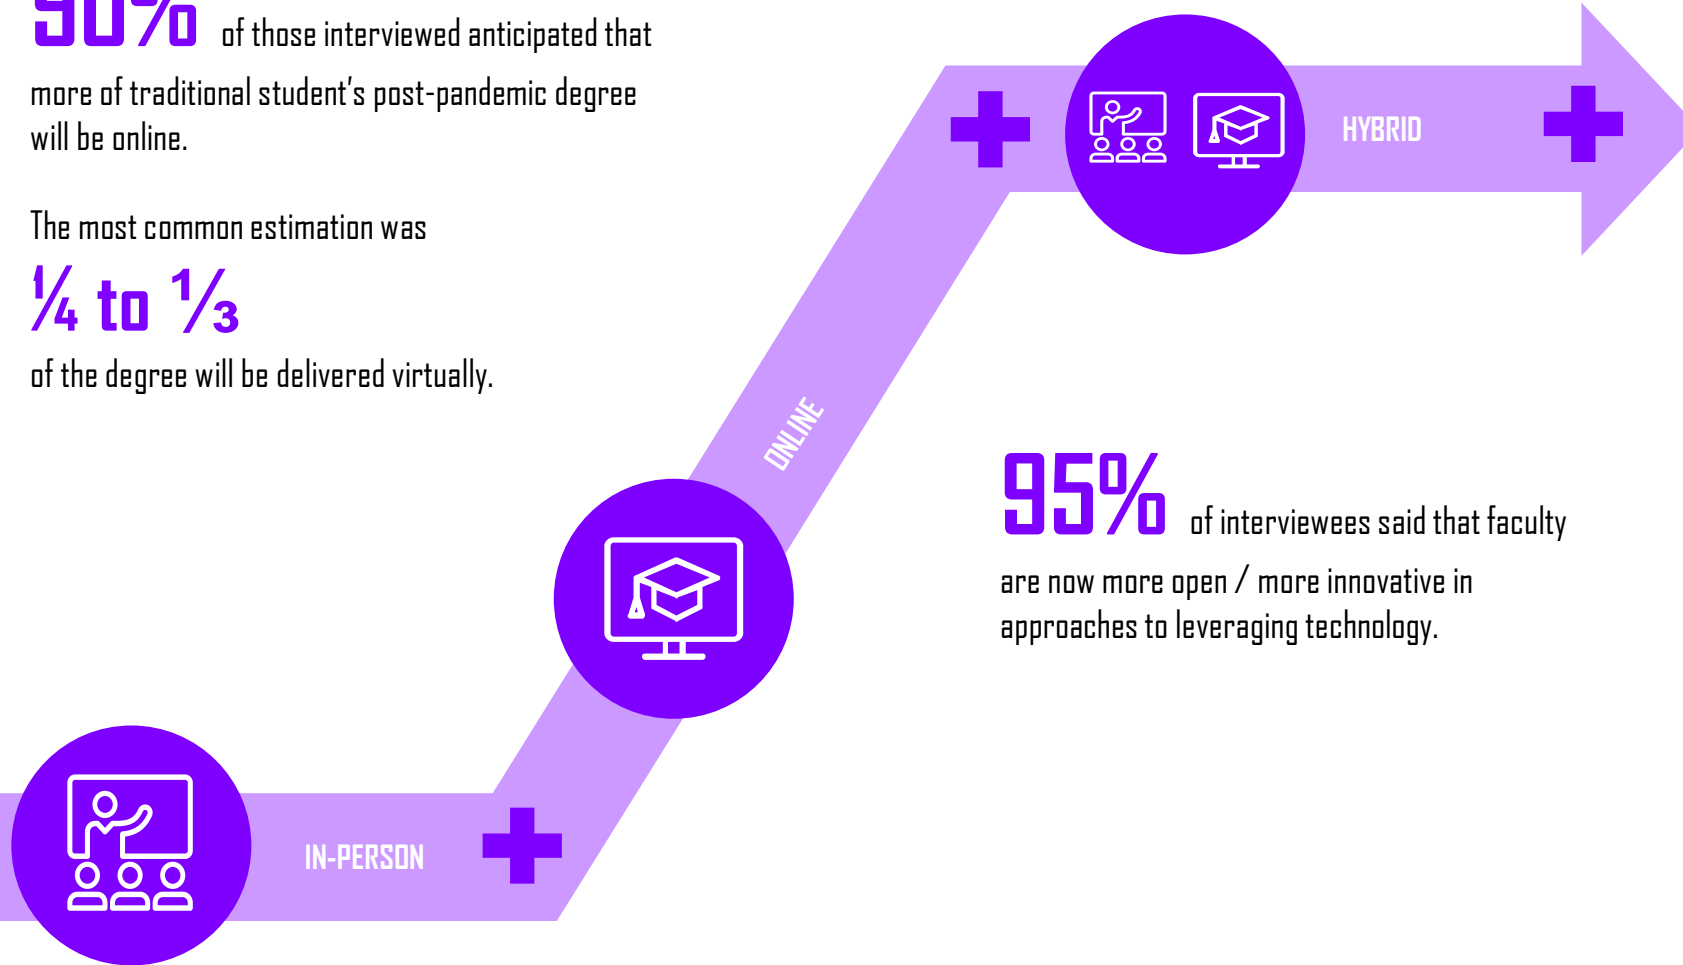 90% of those interviewed anticipated that
more of traditional student's post-pandemic degree
will be online.
The most common estimation was
¼ to ⅓
of the degree will be delivered virtually.
HYBRID
ONLINE
95% of interviewees said that faculty
are now more open / more innovative in
approaches to leveraging technology.
IN-PERSON